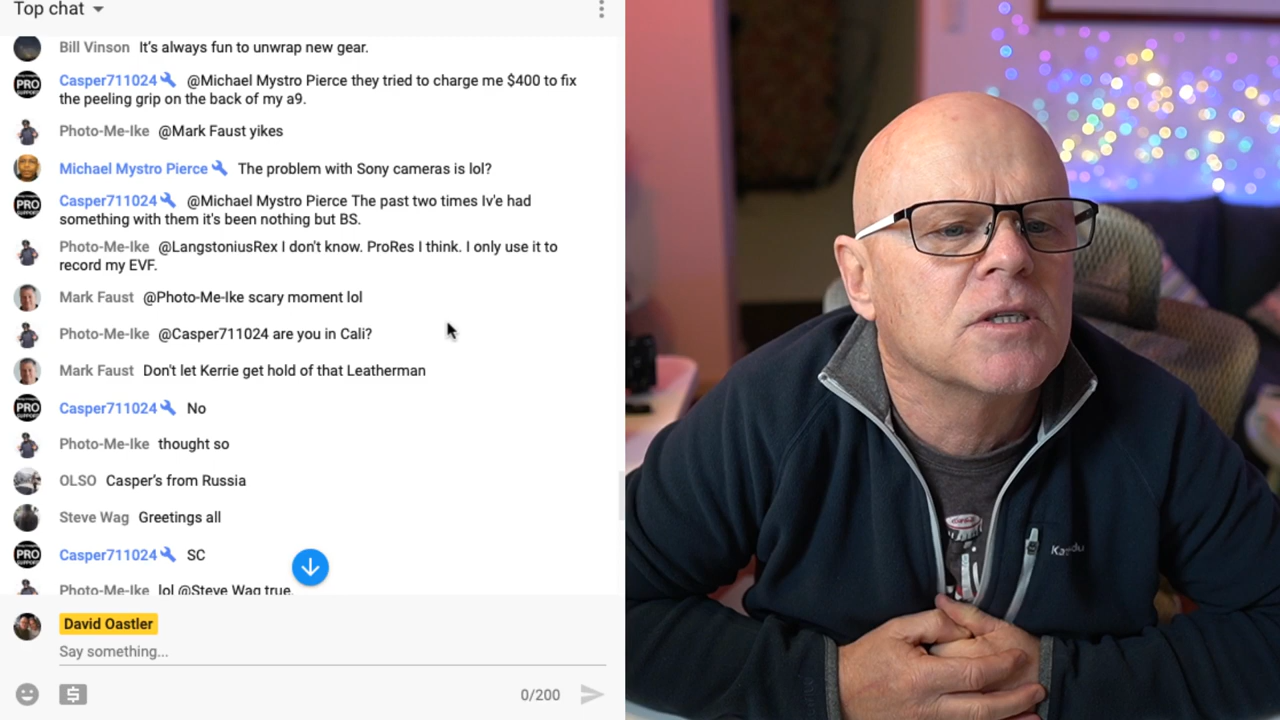 Top chat
Bill Vinson It's always fun to unwrap new gear.
Casper711024 @Michael Mystro Pierce they tried to charge me $400 to fix
the peeling grip on the back of my a9.
Photo-Me-Ike @Mark Faust yikes
Michael Mystro Pierce The problem with Sony cameras is lol?
Casper711024 @Michael Mystro Pierce The past two times Iv'e had
something with them it's been nothing but BS.
Photo-Me-Ike @LangstoniusRex I don't know. ProRes I think. I only use it to
record my EVF.
Mark Faust @Photo-Me-Ike scary moment lol
Photo-Me-Ike @Casper711024 are you in Cali?
Mark Faust Don't let Kerrie get hold of that Leatherman
Casper711024 No
Photo-Me-Ike thought so
OLSO Casper's from Russia
Steve Wag Greetings all
Casper711024 SC
Photo-Me-Ike lol @Steve Wag true.
David Oastler
Say something...
0/200
PRO
PRO
PRO
PRO